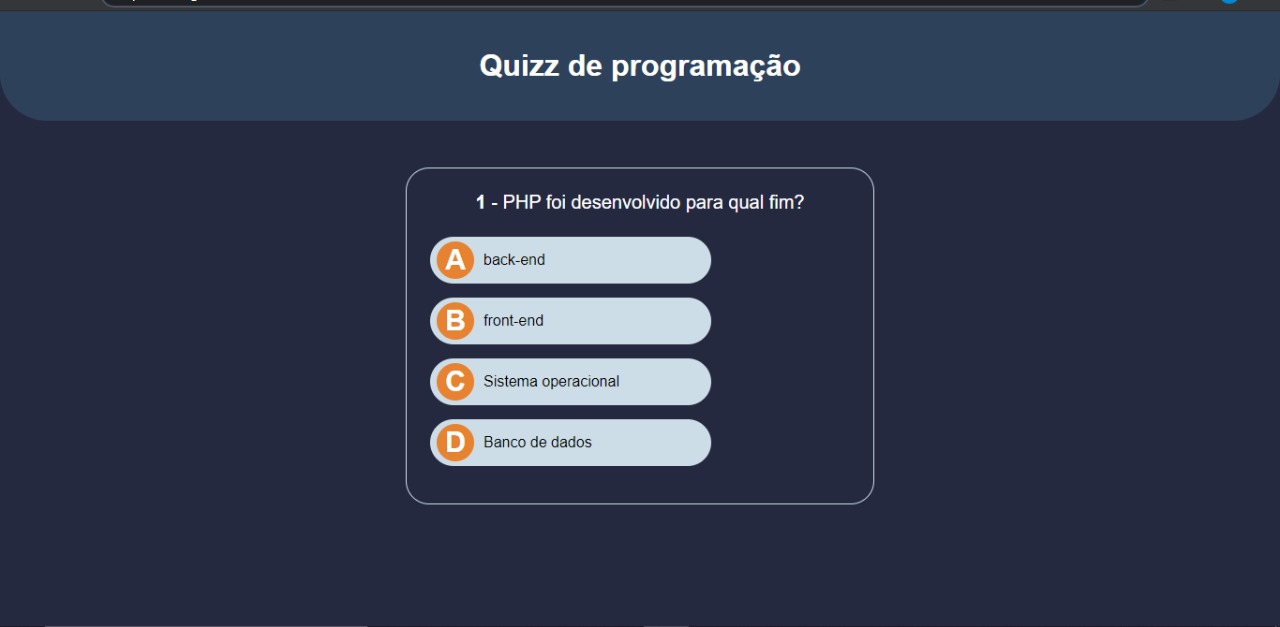 Quizz de programação
1 - PHP foi desenvolvido para qual fim?
A back-end
B front-end
C Sistema operacional
D Banco de dados